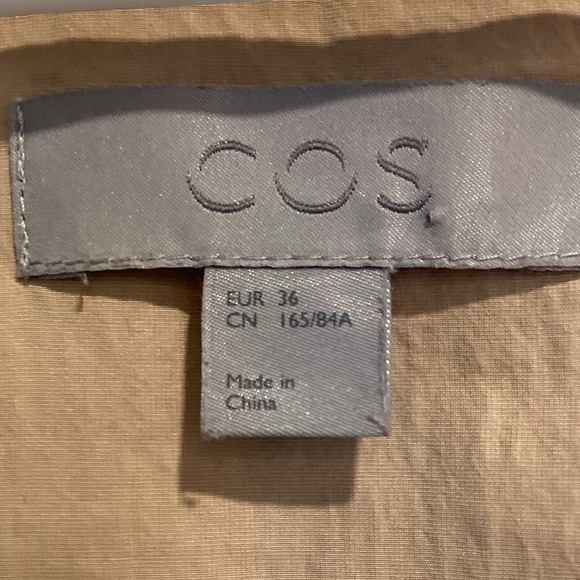 COS
EUR 36
CN 165/84A
Made in
China